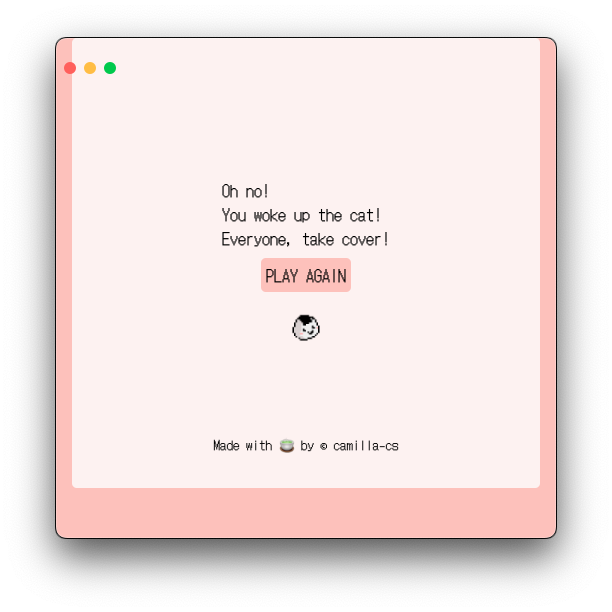 Oh no!
You woke up the cat!
Everyone, take cover!
PLAY AGAIN
Made with 🍵 by © camilla-cs